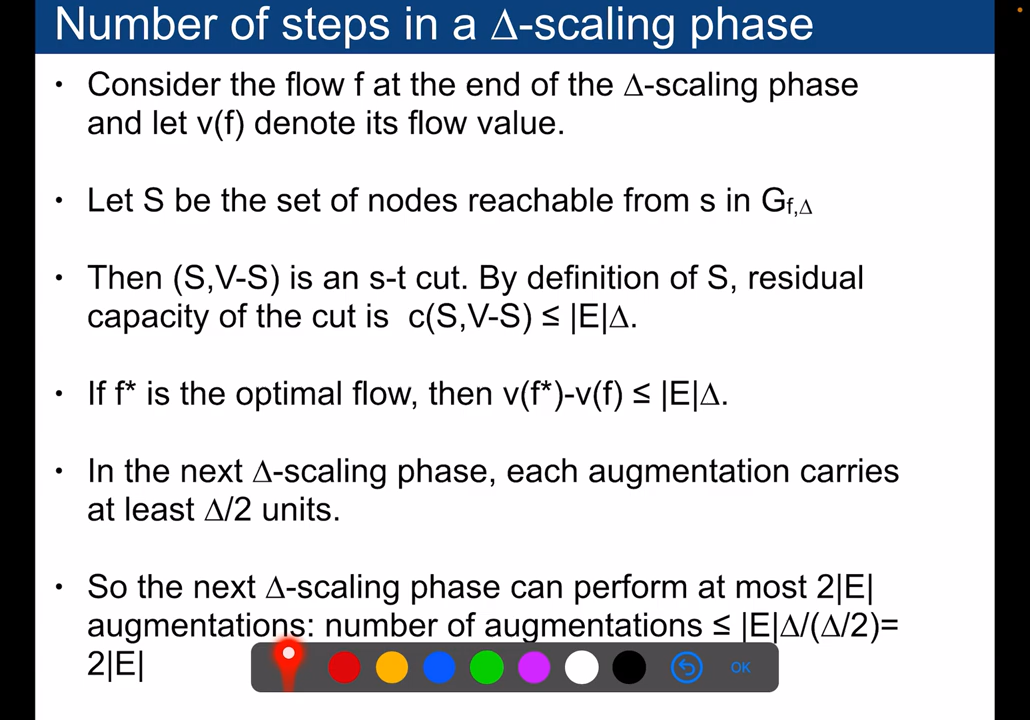 Number of steps in a Δ-scaling phase
• Consider the flow f at the end of the Δ-scaling phase
and let v(f) denote its flow value.
• Let S be the set of nodes reachable from s in Gf,Δ
• Then (S,V-S) is an s-t cut. By definition of S, residual
capacity of the cut is c(S,V-S) ≤ |E|Δ.
• If f* is the optimal flow, then v(f*)-v(f) ≤ |E|Δ.
• In the next Δ-scaling phase, each augmentation carries
at least Δ/2 units.
• So the next Δ-scaling phase can perform at most 2|E|
augmentations: number of augmentations ≤ |E|Δ/(Δ/2)=
2|E|
OK